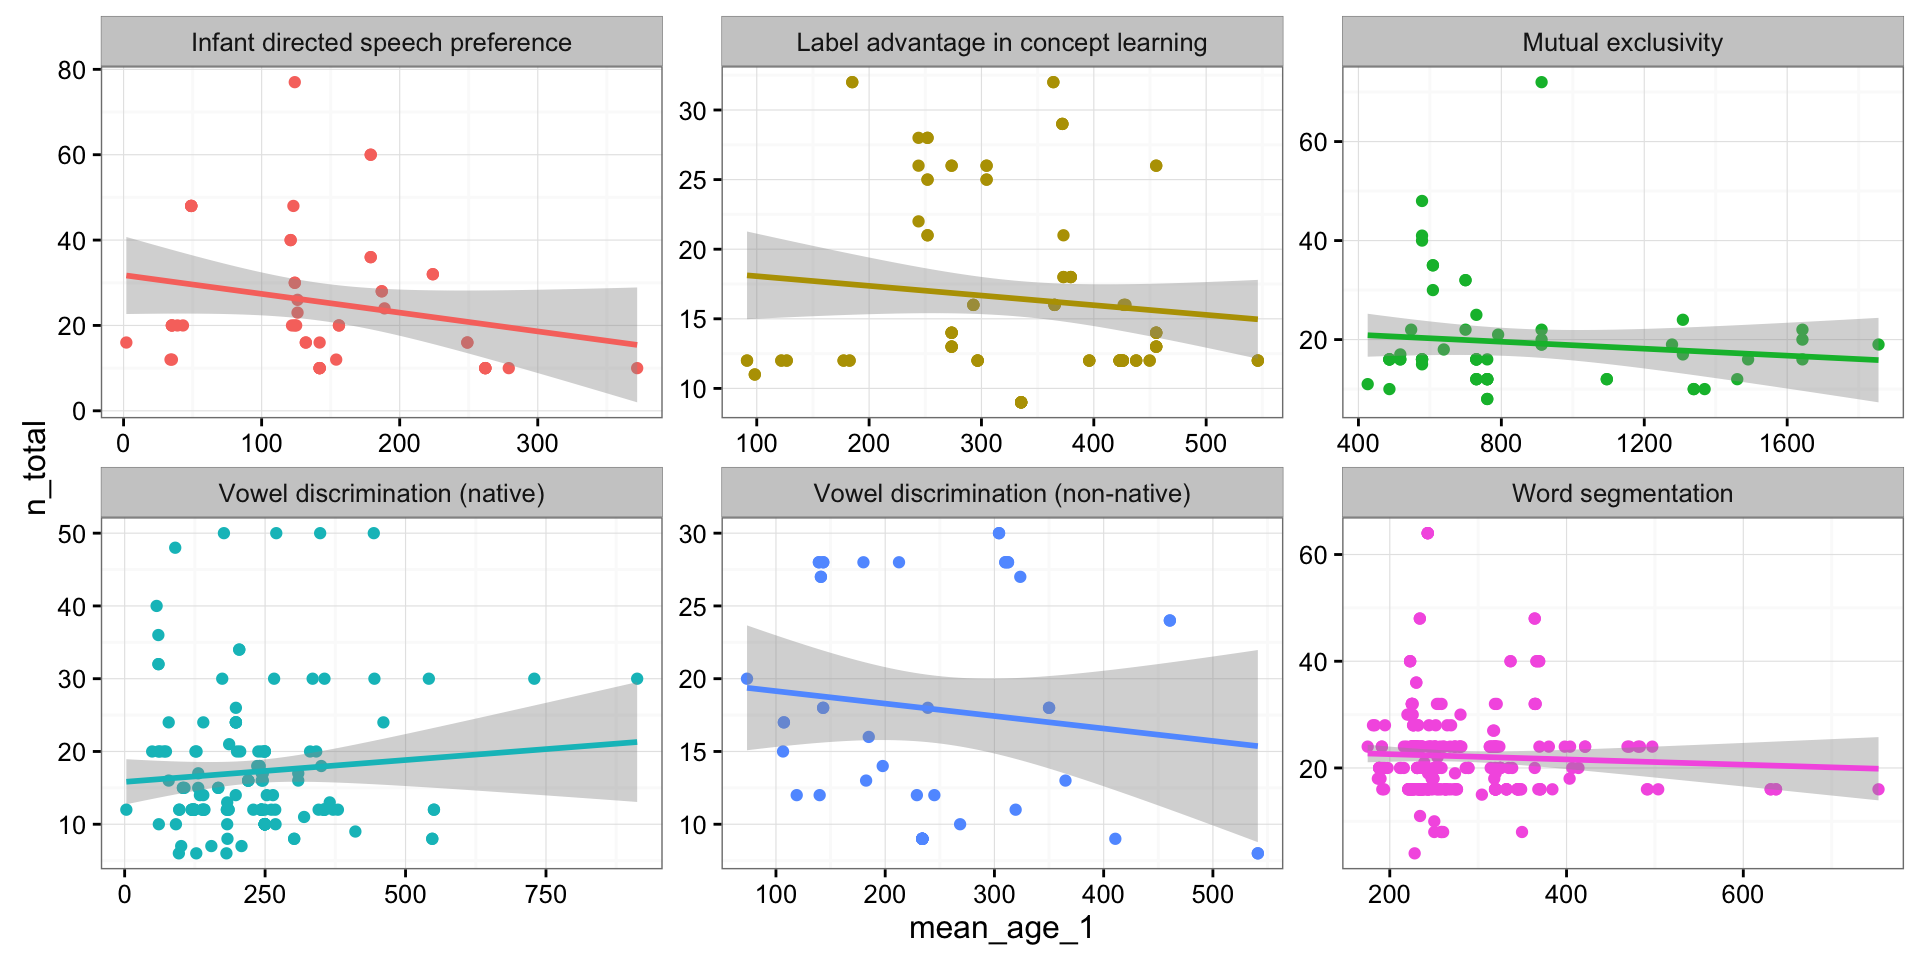 Infant directed speech preference
Label advantage in concept learning
Mutual exclusivity
80
60
40
20
0
30
25
20
15
10
60
40
20
0 100 200 300
100 200 300 400 500
400 800 1200 1600
n_total
Vowel discrimination (native)
Vowel discrimination (non-native)
Word segmentation
50
40
30
20
10
30
25
20
15
10
60
40
20
0 250 500 750
100 200 300 400 500
200 400 600
mean_age_1